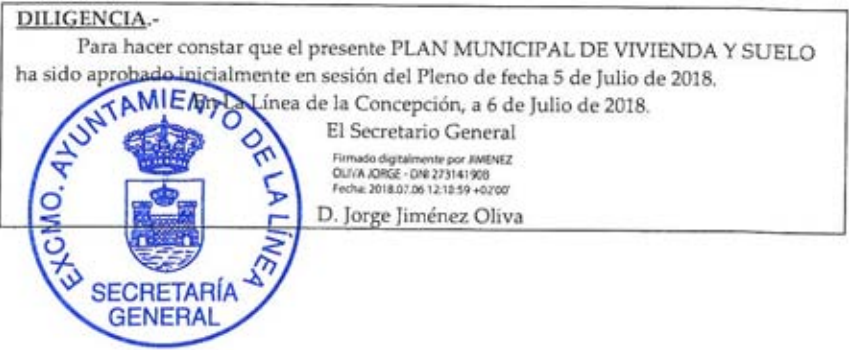 DILIGENCIA.-
Para hacer constar que el presente PLAN MUNICIPAL DE VIVIENDA Y SUELO
ha sido aprobado inicialmente en sesión del Pleno de fecha 5 de Julio de 2018.
En La Línea de la Concepción, a 6 de Julio de 2018.
El Secretario General
Firmado digitalmente por JIMENEZ
OLIVA JORGE - DNI 27314190B
Fecha: 2018.07.06 12:18:59 +02'00'
D. Jorge Jiménez Oliva
EXCMO. AYUNTAMIENTO DE LA LÍNEA
SECRETARÍA
GENERAL